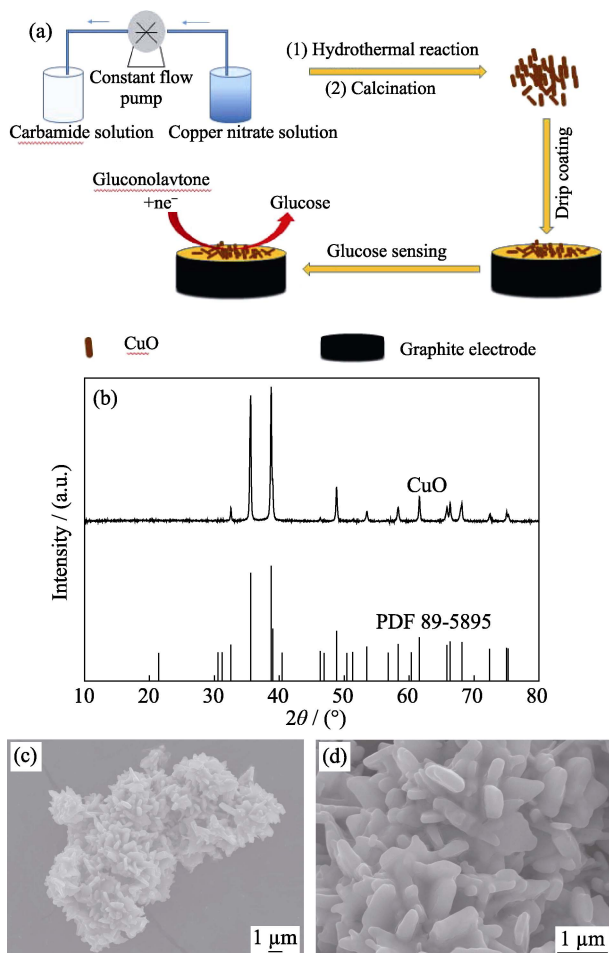 (a)
(1) Hydrothermal reaction
(2) Calcination
Constant flow
pump
Carbamide solution
Copper nitrate solution
Drip coating
Gluconolavtone
+ne⁻
Glucose
Glucose sensing
CuO
Graphite electrode
(b)
CuO
PDF 89-5895
Intensity / (a.u.)
10 20 30 40 50 60 70 80
2θ / (°)
(c)
1 μm
(d)
1 μm